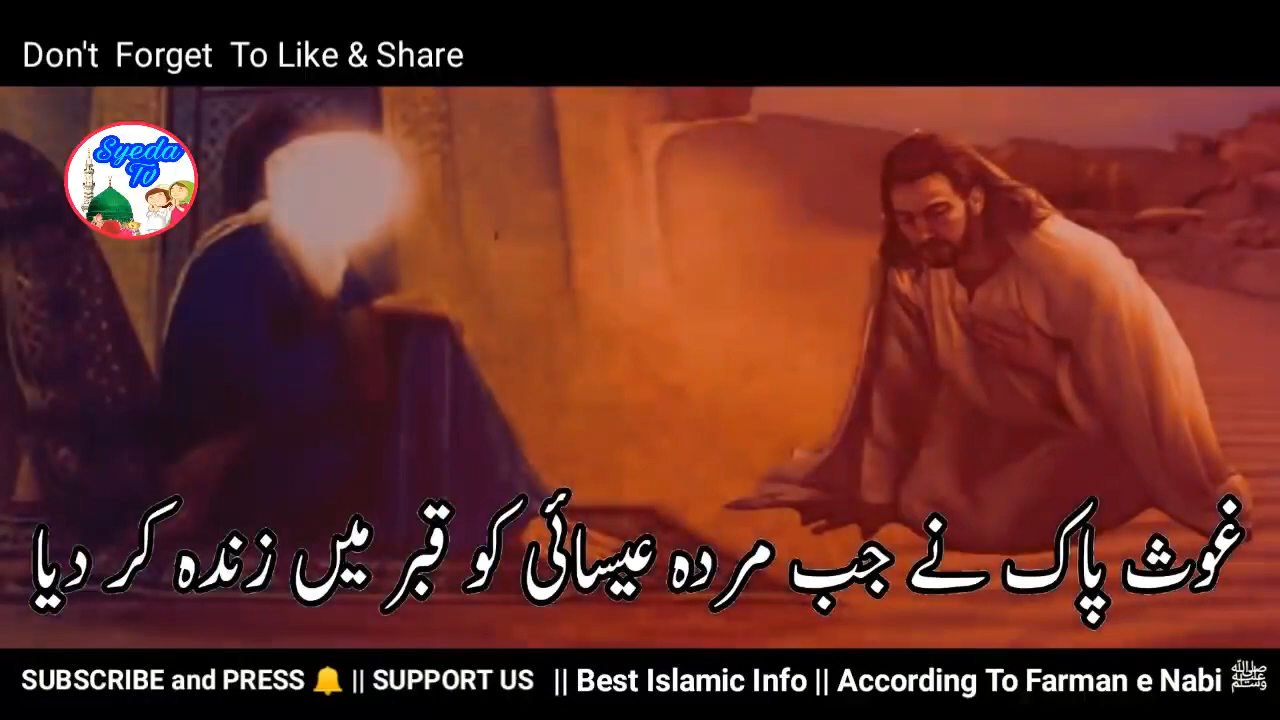 Don't Forget To Like & Share
Syeda
Tv
غوث پاک نے جب مردہ عیسائی کو قبر میں زندہ کر دیا
SUBSCRIBE and PRESS 🔔 || SUPPORT US || Best Islamic Info || According To Farman e Nabi ﷺ